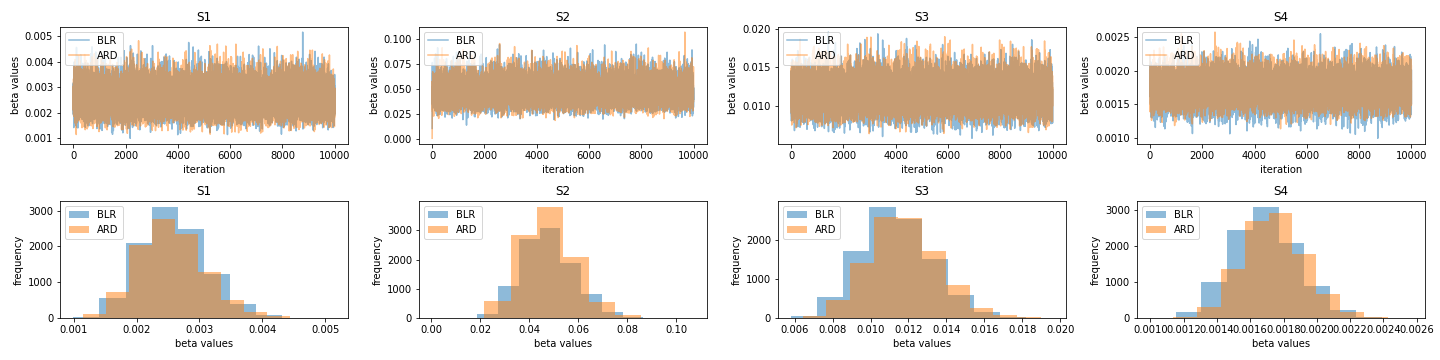 S1
0.005
0.004
0.003
0.002
0.001
beta values
BLR
ARD
0
2000
4000
6000
8000
10000
iteration
S2
0.100
0.075
0.050
0.025
0.000
beta values
BLR
ARD
0
2000
4000
6000
8000
10000
iteration
S3
0.020
0.015
0.010
beta values
BLR
ARD
0
2000
4000
6000
8000
10000
iteration
S4
0.0025
0.0020
0.0015
0.0010
beta values
BLR
ARD
0
2000
4000
6000
8000
10000
iteration
S1
3000
2000
1000
0
frequency
BLR
ARD
0.001
0.002
0.003
0.004
0.005
beta values
S2
3000
2000
1000
0
frequency
BLR
ARD
0.00
0.02
0.04
0.06
0.08
0.10
beta values
S3
2000
1000
0
frequency
BLR
ARD
0.006
0.008
0.010
0.012
0.014
0.016
0.018
0.020
beta values
S4
3000
2000
1000
0
frequency
BLR
ARD
0.0010
0.0012
0.0014
0.0016
0.0018
0.0020
0.0022
0.0024
0.0026
beta values